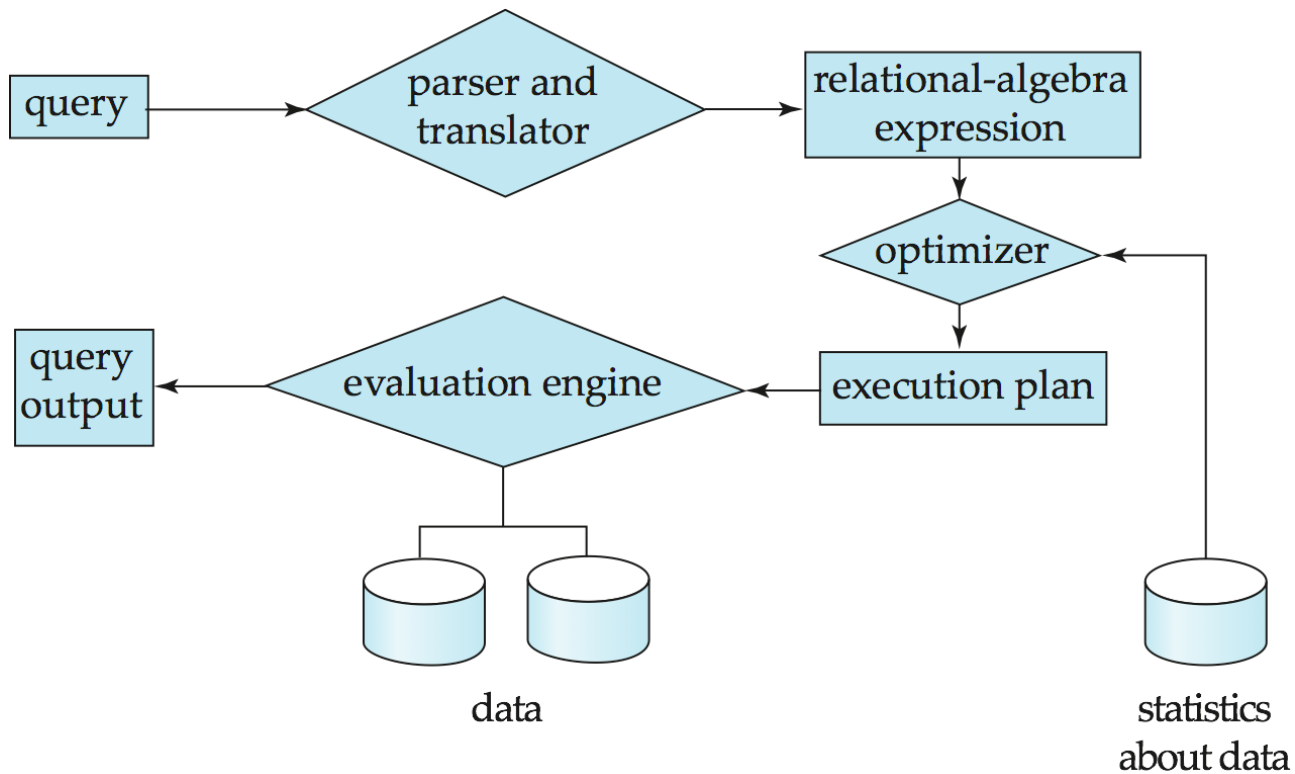 query
parser and
translator
relational-algebra
expression
optimizer
query
output
evaluation engine
execution plan
data
statistics
about data